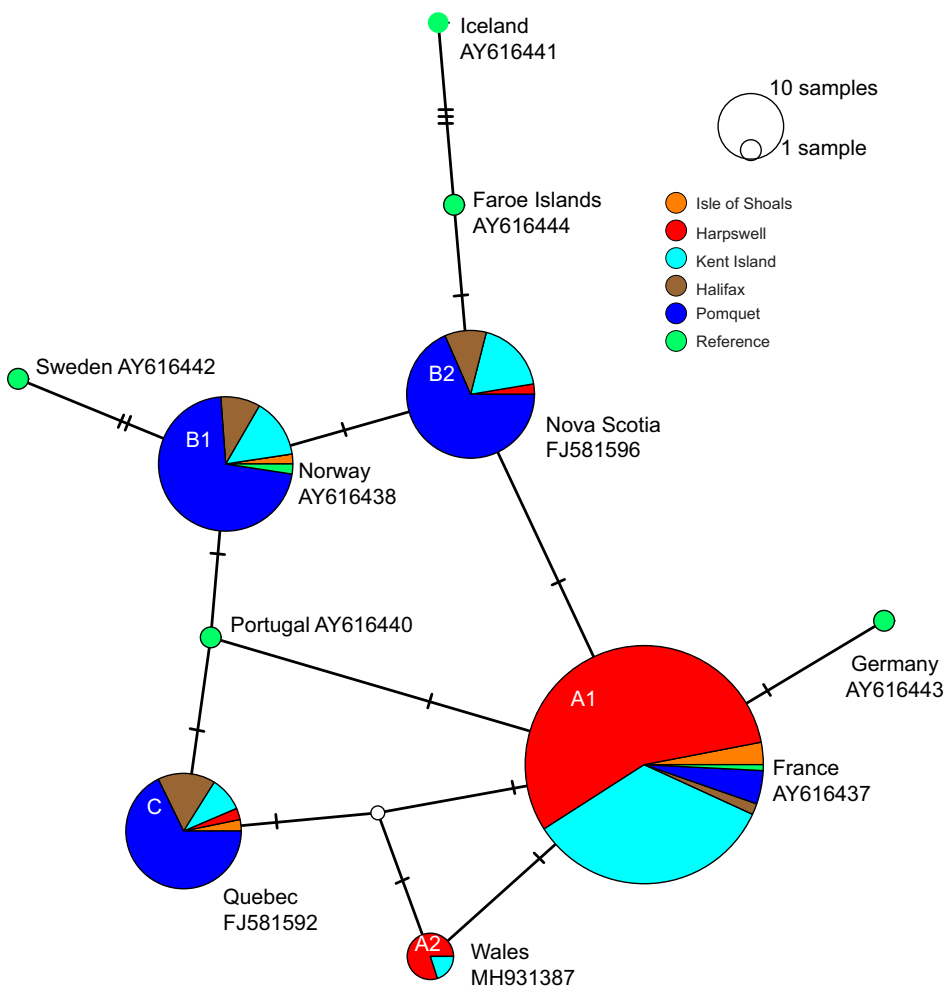 Iceland
AY616441
10 samples
1 sample
Faroe Islands
AY616444
Isle of Shoals
Harpswell
Kent Island
Halifax
Pomquet
Reference
Sweden AY616442
B2
Nova Scotia
FJ581596
B1
Norway
AY616438
Portugal AY616440
Germany
AY616443
A1
France
AY616437
C
Quebec
FJ581592
A2
Wales
MH931387